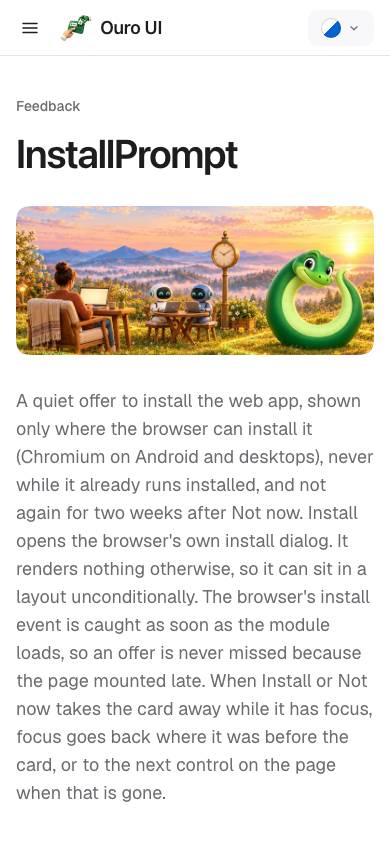 Ouro UI
Feedback
InstallPrompt
A quiet offer to install the web app, shown
only where the browser can install it
(Chromium on Android and desktops), never
while it already runs installed, and not
again for two weeks after Not now. Install
opens the browser's own install dialog. It
renders nothing otherwise, so it can sit in a
layout unconditionally. The browser's install
event is caught as soon as the module
loads, so an offer is never missed because
the page mounted late. When Install or Not
now takes the card away while it has focus,
focus goes back where it was before the
card, or to the next control on the page
when that is gone.